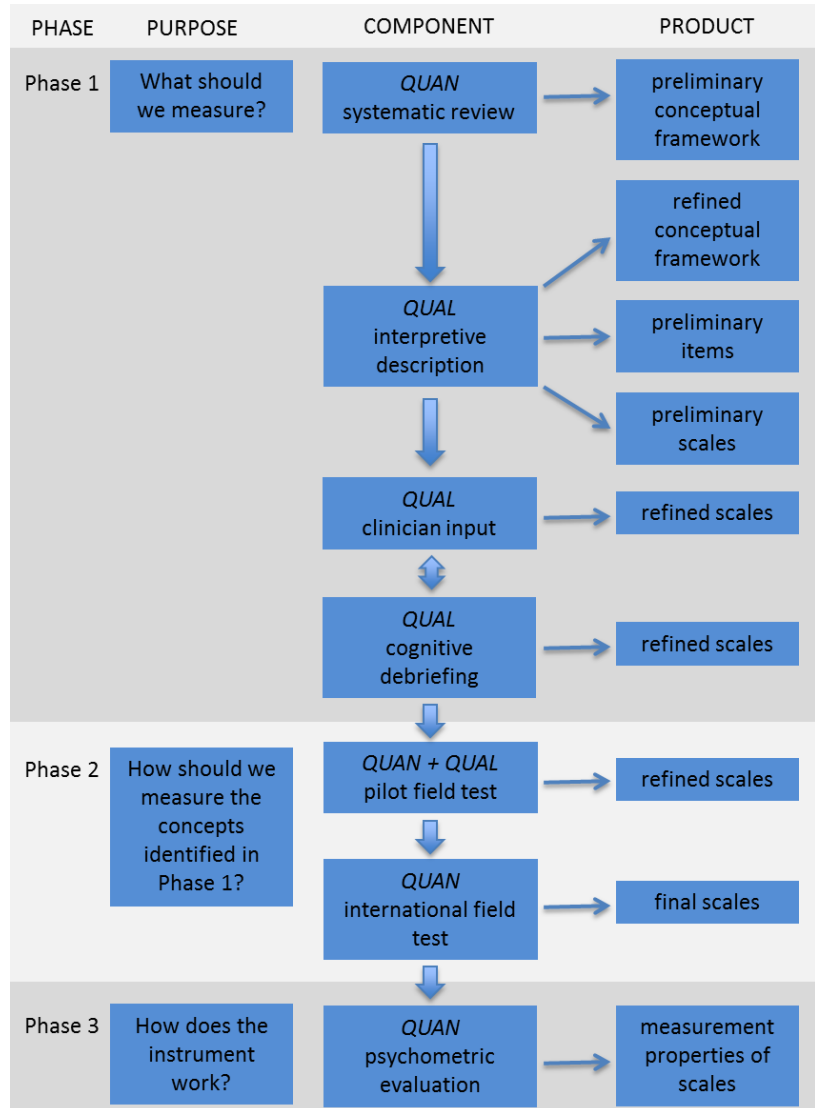 PHASE PURPOSE COMPONENT PRODUCT
Phase 1
What should
we measure?
QUAN
systematic review
preliminary
conceptual
framework
refined
conceptual
framework
QUAL
interpretive
description
preliminary
items
preliminary
scales
QUAL
clinician input
refined scales
QUAL
cognitive
debriefing
refined scales
Phase 2
How should we
measure the
concepts
identified in
Phase 1?
QUAN + QUAL
pilot field test
refined scales
QUAN
international field
test
final scales
Phase 3
How does the
instrument
work?
QUAN
psychometric
evaluation
measurement
properties of
scales